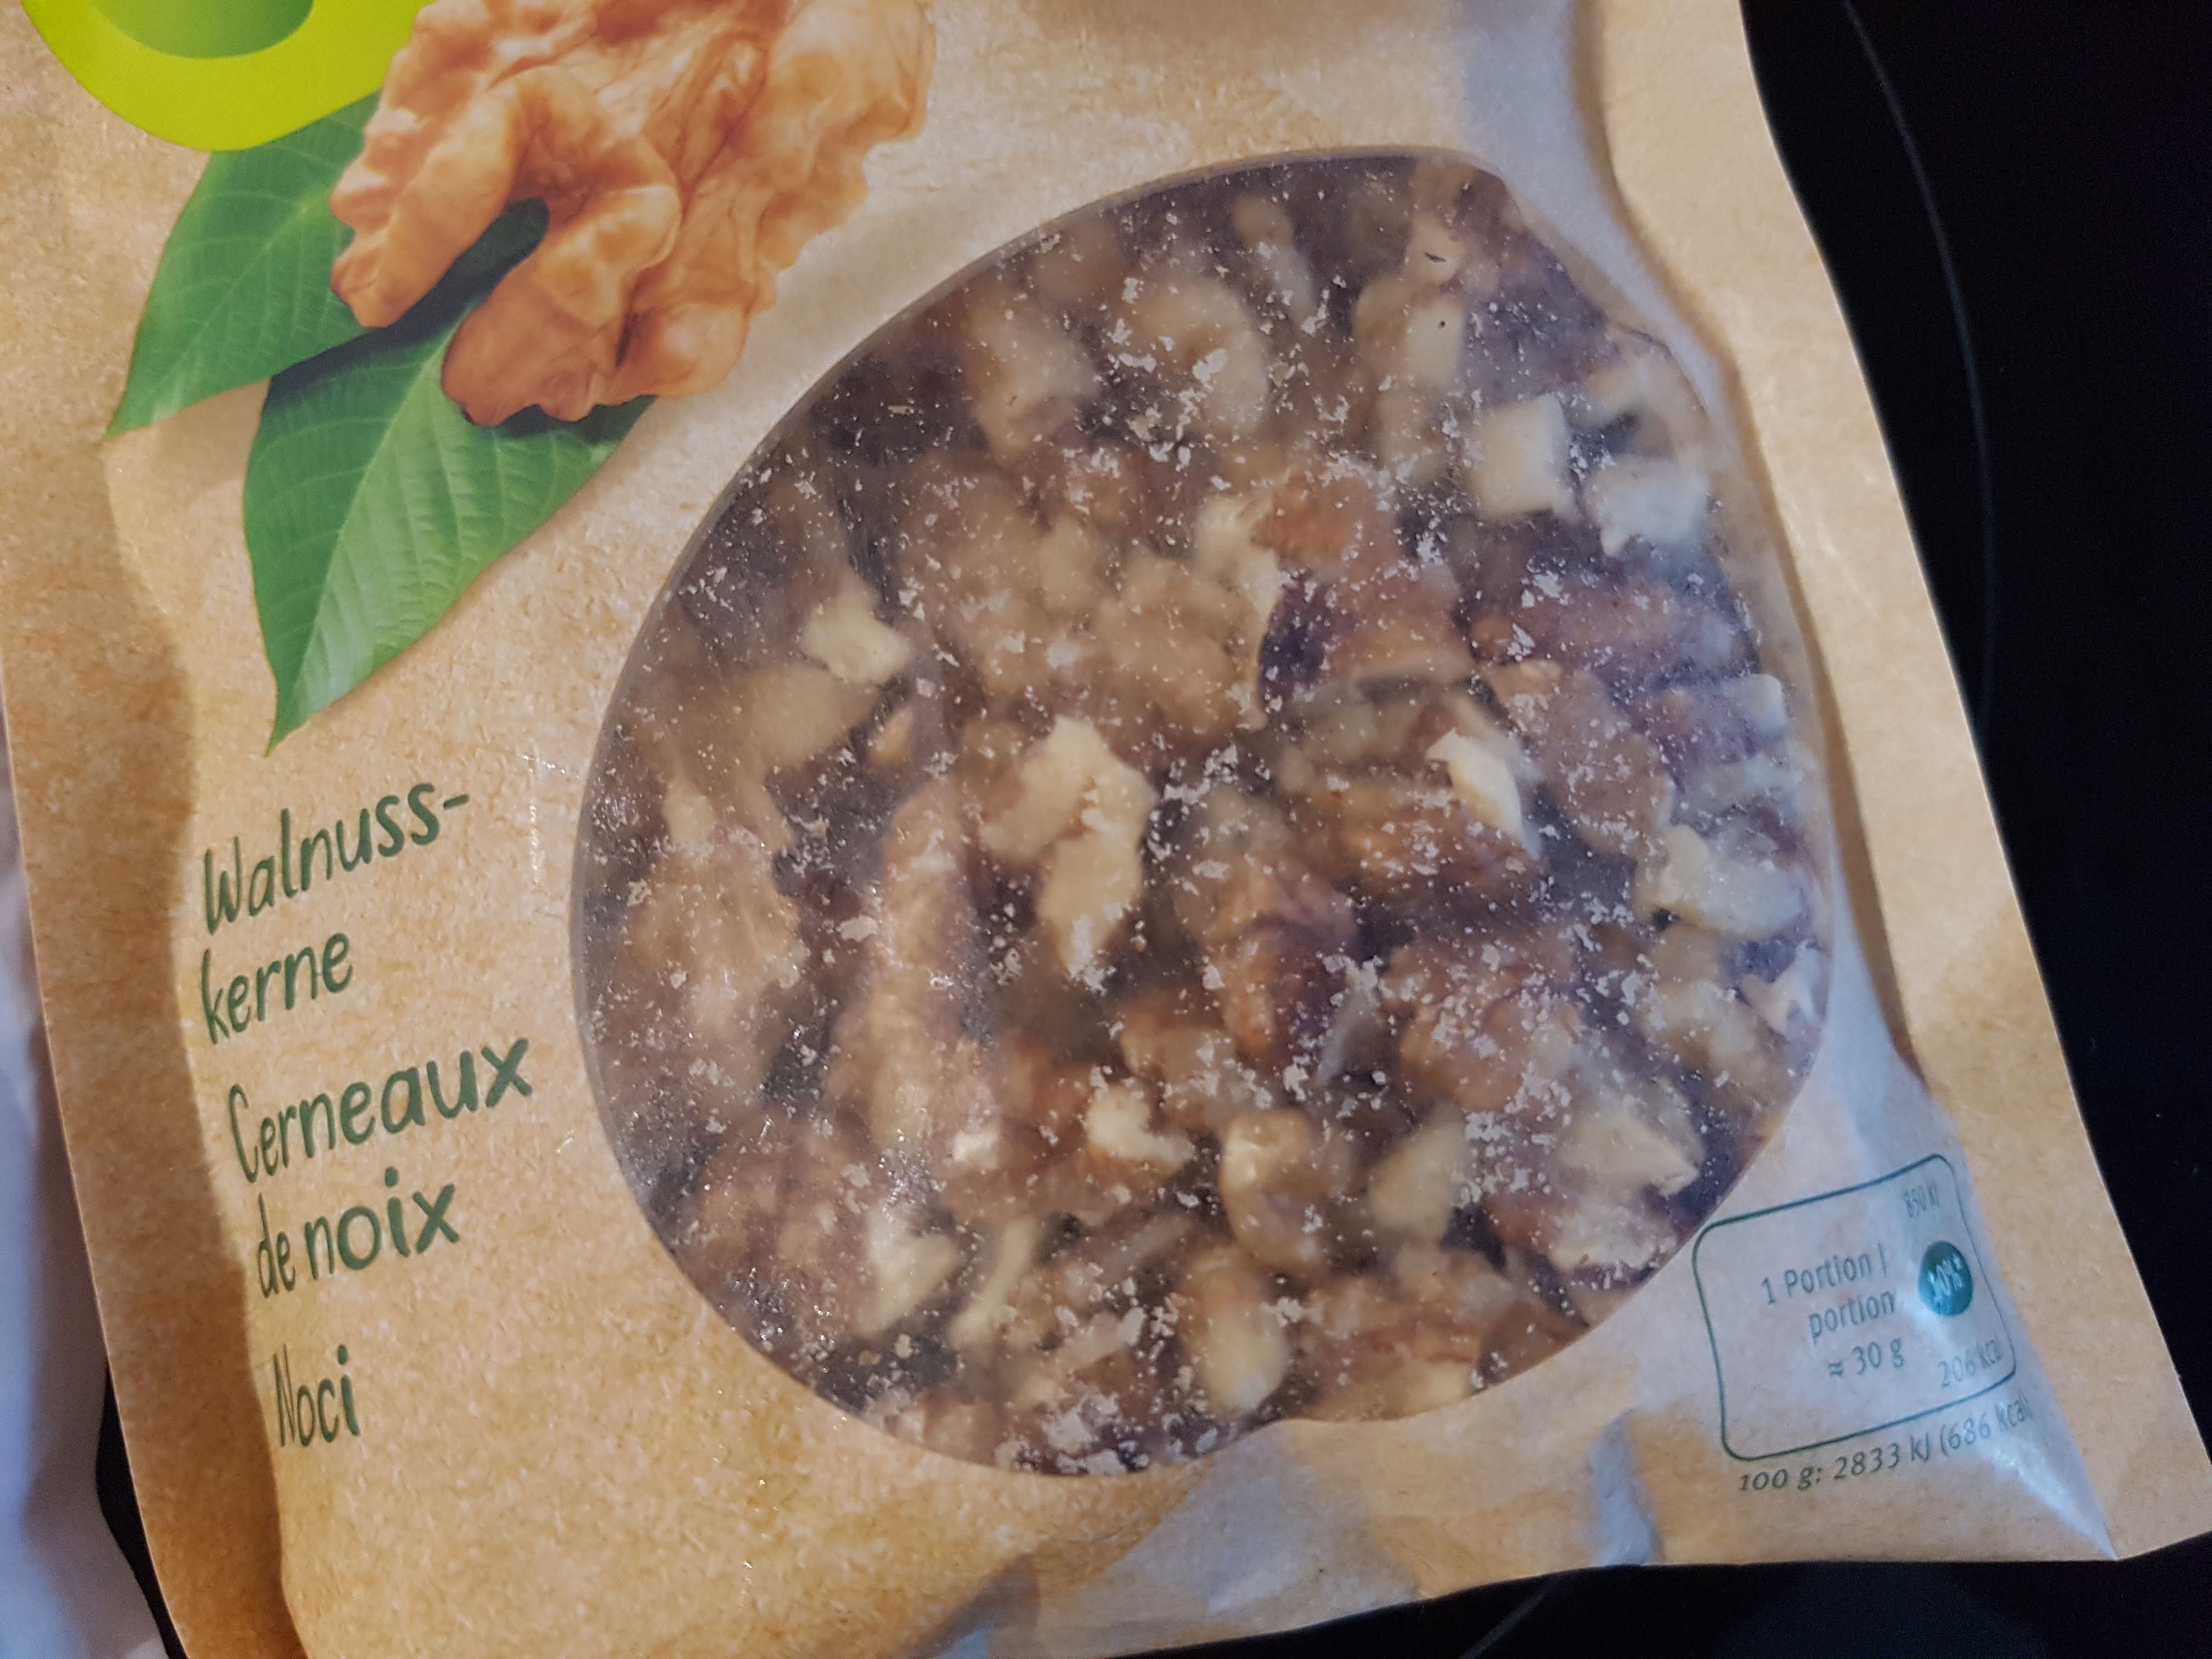 Walnuss-
kerne
Cerneaux
de noix
Noci
850 kJ
1 Portion |
portion
≈ 30 g
10%*
206 kcal
100 g: 2833 kJ (686 kcal)